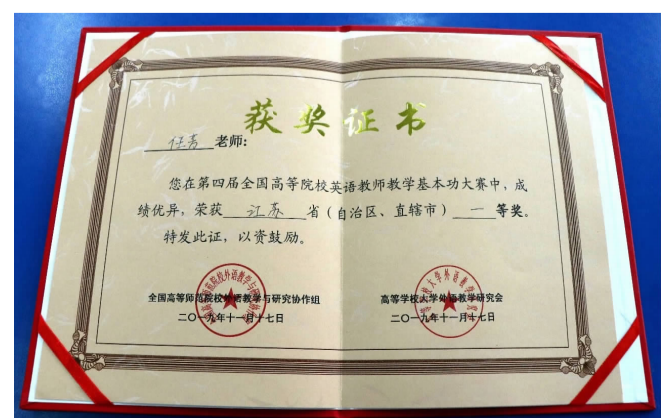 获奖证书
任青 老师:
您在第四届全国高等院校英语教师教学基本功大赛中，成
绩优异，荣获 江苏 省（自治区、直辖市） 一 等奖。
特发此证，以资鼓励。
全国高等师范院校外语教学与研究协作组
二〇一九年十一月十七日
高等学校大学外语教学研究会
二〇一九年十一月十七日